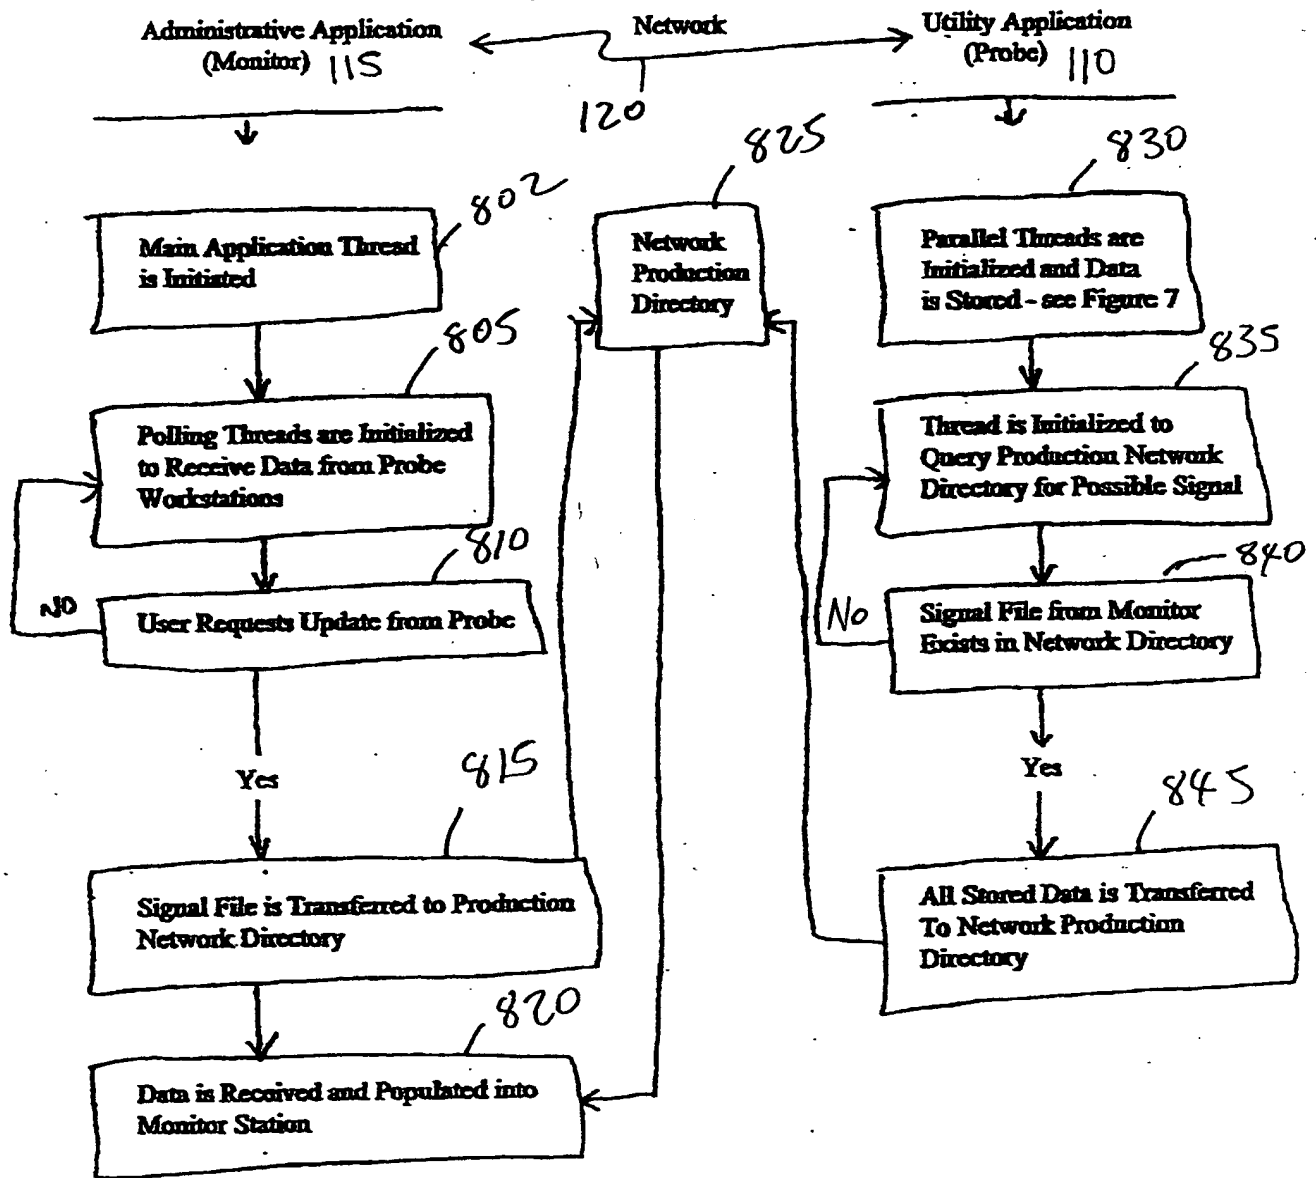 Administrative Application
(Monitor) 115
Network
120
Utility Application
(Probe) 110
802
Main Application Thread
is Initiated
805
Polling Threads are Initialized
to Receive Data from Probe
Workstations
810
No
User Requests Update from Probe
Yes
815
Signal File is Transferred to Production
Network Directory
820
Data is Received and Populated into
Monitor Station
825
Network
Production
Directory
830
Parallel Threads are
Initialized and Data
is Stored - see Figure 7
835
Thread is Initialized to
Query Production Network
Directory for Possible Signal
840
No
Signal File from Monitor
Exists in Network Directory
Yes
845
All Stored Data is Transferred
To Network Production
Directory